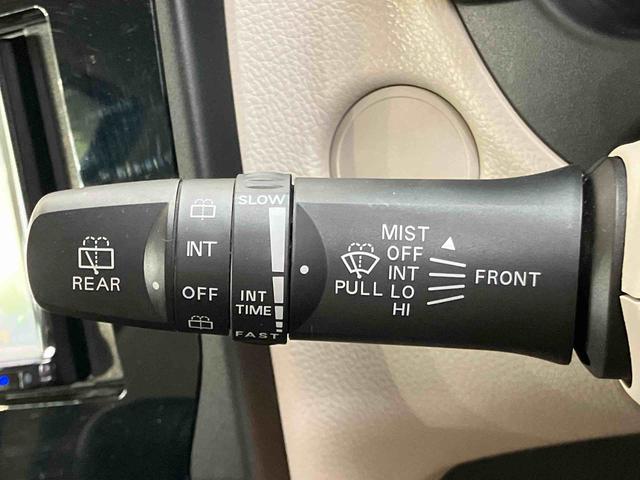 REAR
INT
OFF
SLOW
INT
TIME
FAST
PULL
MIST
OFF
INT
LO
HI
FRONT